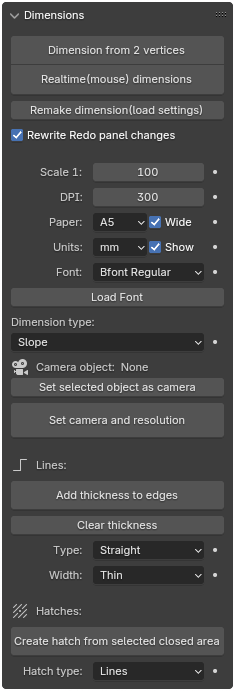 Dimensions
Dimension from 2 vertices
Realtime(mouse) dimensions
Remake dimension(load settings)
Rewrite Redo panel changes
Scale 1: 100
DPI: 300
Paper: A5 Wide
Units: mm Show
Font: Bfont Regular
Load Font
Dimension type:
Slope
Camera object: None
Set selected object as camera
Set camera and resolution
Lines:
Add thickness to edges
Clear thickness
Type: Straight
Width: Thin
Hatches:
Create hatch from selected closed area
Hatch type: Lines